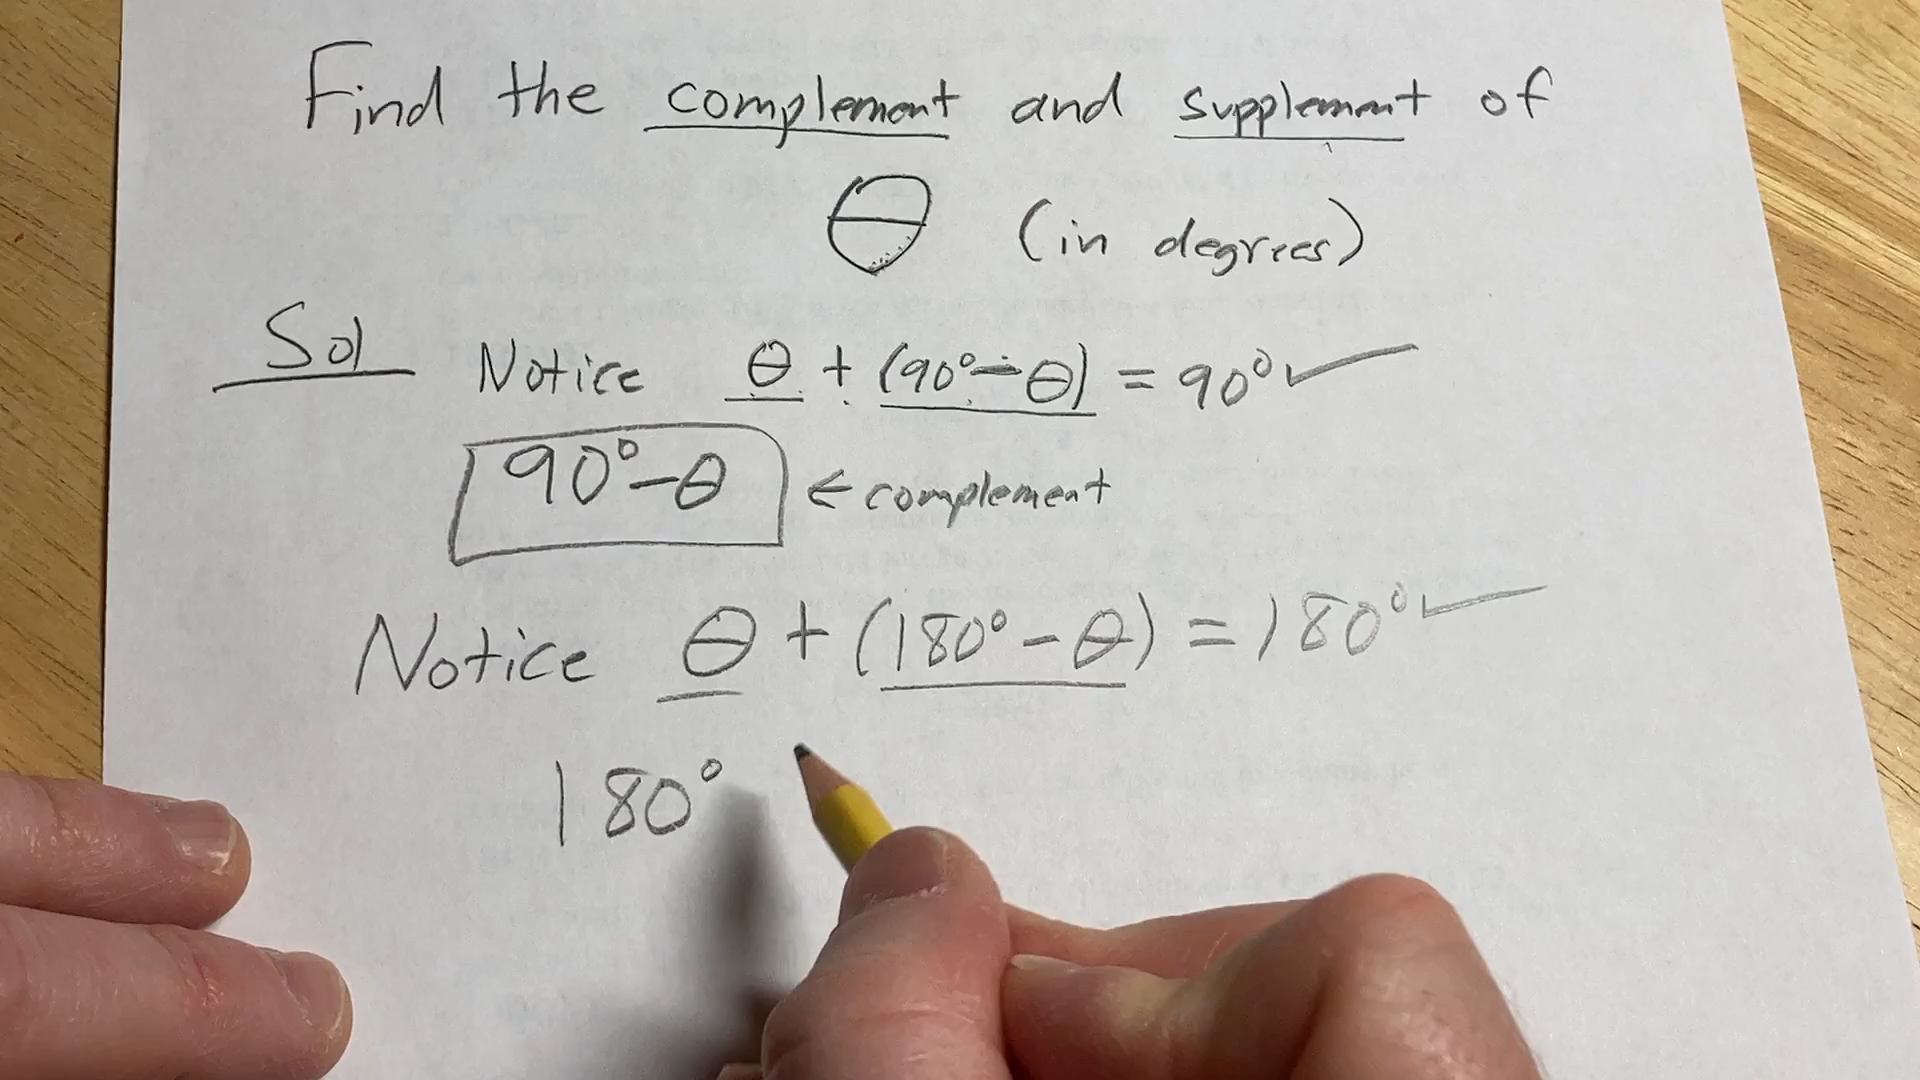 Find the complement and supplement of
θ (in degrees)
Sol Notice θ + (90° - θ) = 90° ✓
90° - θ ← complement
Notice θ + (180° - θ) = 180° ✓
180°